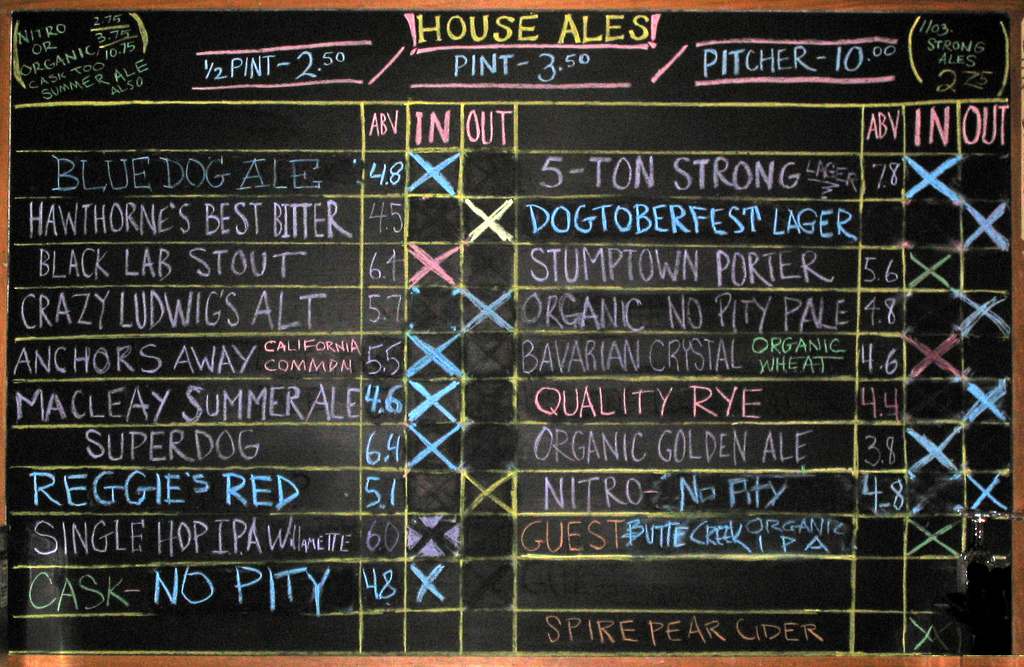 HOUSE ALES
NITRO 2.75
OR 3.75
ORGANIC 10.75
CASK TOO
SUMMER ALE
ALSO
½ PINT - 2.50 / PINT - 3.50 / PITCHER - 10.00
11/03.
STRONG
ALES
2.75
ABV IN OUT
BLUE DOG ALE 4.8 X
HAWTHORNE'S BEST BITTER 4.5 X
BLACK LAB STOUT 6.1 X
CRAZY LUDWIG'S ALT 5.7 X
ANCHORS AWAY CALIFORNIA COMMON 5.5 X
MACLEAY SUMMER ALE 4.6 X
SUPERDOG 6.4 X
REGGIE'S RED 5.1 X
SINGLE HOP IPA Willamette 6.0 X
CASK - NO PITY 4.8 X
ABV IN OUT
5-TON STRONG LAGER 7.8 X
DOGTOBERFEST LAGER X
STUMPTOWN PORTER 5.6 X
ORGANIC NO PITY PALE 4.8 X
BAVARIAN CRYSTAL ORGANIC WHEAT 4.6 X
QUALITY RYE 4.4 X
ORGANIC GOLDEN ALE 3.8 X
NITRO - NO PITY 4.8 X
GUEST BUTTE CREEK ORGANIC IPA X
SPIRE PEAR CIDER X